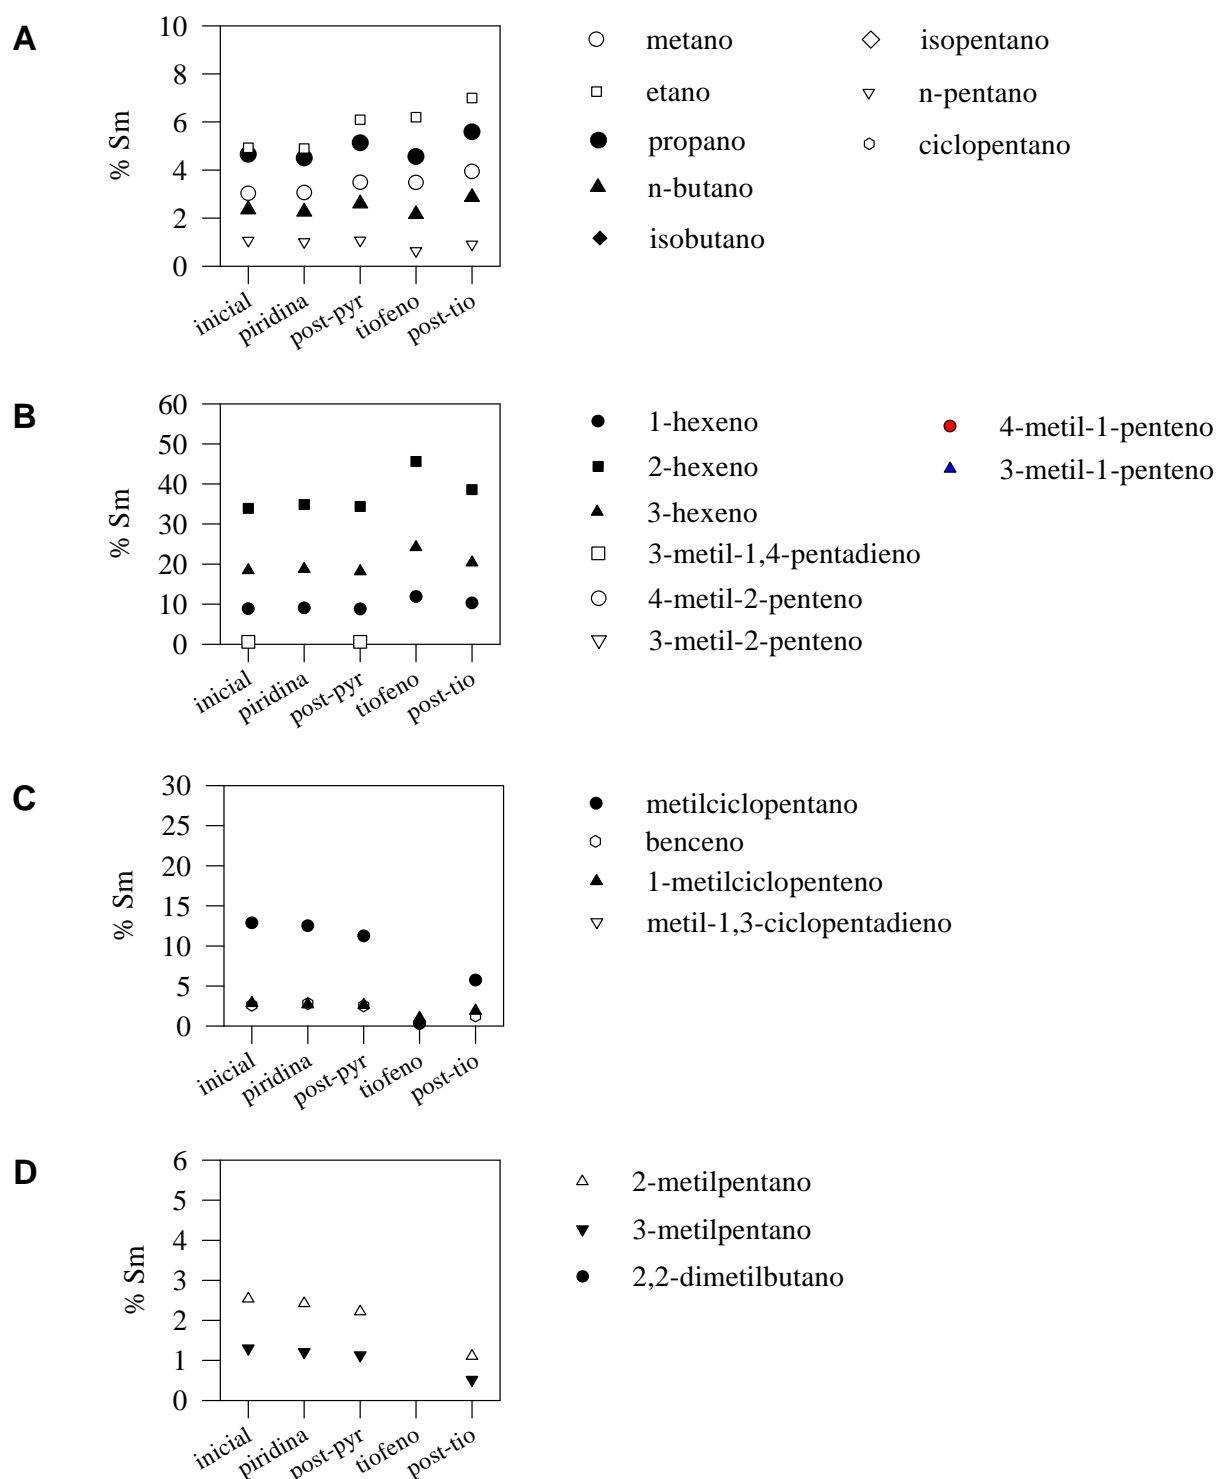 A
10
8
6
4
2
0
% Sm
inicial
piridina
post-pyr
tiofeno
post-tio
metano
etano
propano
n-butano
isobutano
isopentano
n-pentano
ciclopentano
B
60
50
40
30
20
10
0
% Sm
inicial
piridina
post-pyr
tiofeno
post-tio
1-hexeno
2-hexeno
3-hexeno
3-metil-1,4-pentadieno
4-metil-2-penteno
3-metil-2-penteno
4-metil-1-penteno
3-metil-1-penteno
C
30
25
20
15
10
5
0
% Sm
inicial
piridina
post-pyr
tiofeno
post-tio
metilciclopentano
benceno
1-metilciclopenteno
metil-1,3-ciclopentadieno
D
6
5
4
3
2
1
0
% Sm
inicial
piridina
post-pyr
tiofeno
post-tio
2-metilpentano
3-metilpentano
2,2-dimetilbutano